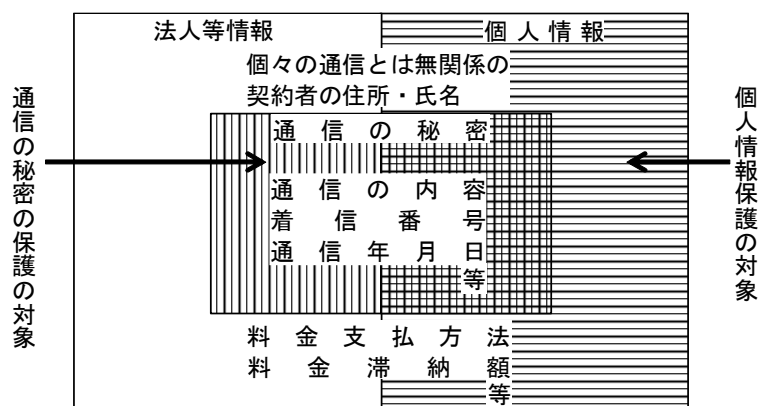 法人等情報
個人情報
個々の通信とは無関係の
契約者の住所・氏名
通信の秘密の保護の対象
通信の秘密
通信の内容
着信番号
通信年月日
等
個人情報保護の対象
料金支払方法
料金滞納額
等